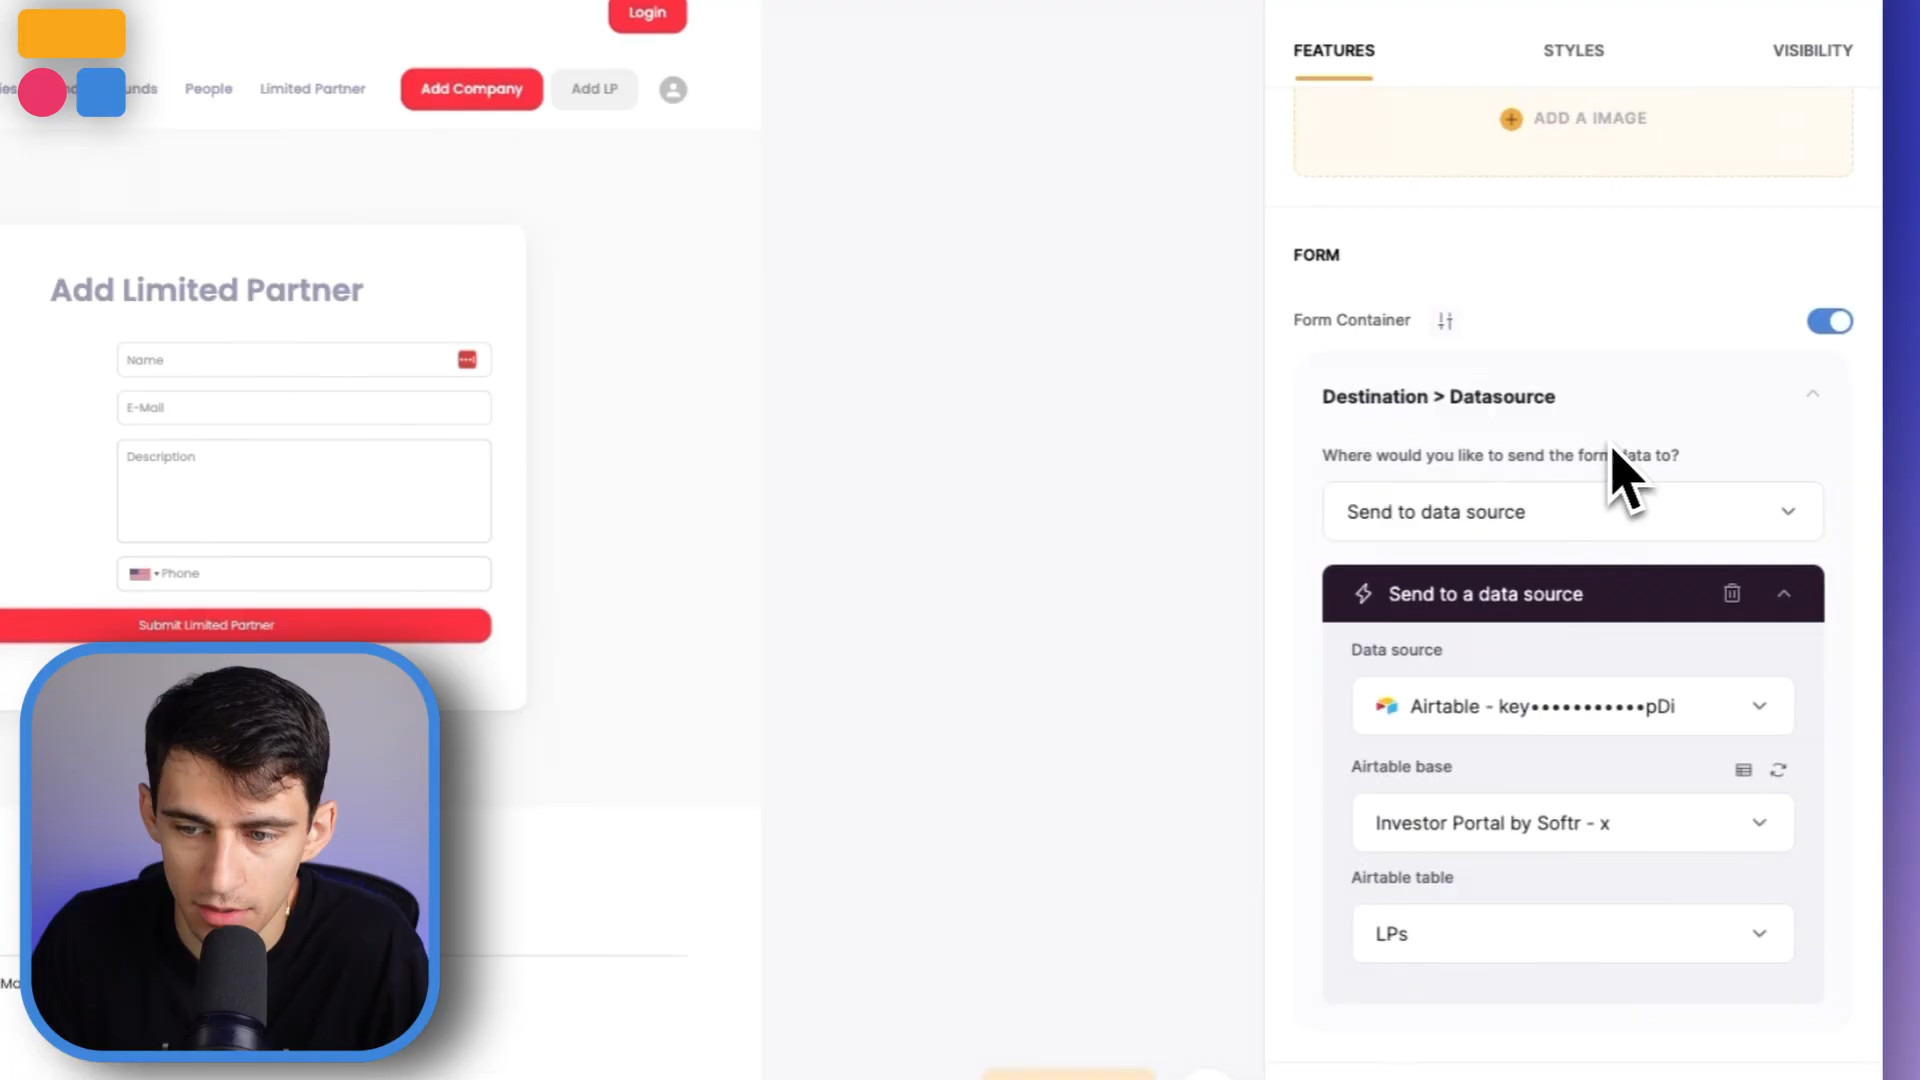 Login
People
Limited Partner
Add Company
Add LP
Add Limited Partner
Name
E-Mail
Description
Phone
Submit Limited Partner
FEATURES
STYLES
VISIBILITY
ADD A IMAGE
FORM
Form Container
Destination > Datasource
Where would you like to send the form data to?
Send to data source
Send to a data source
Data source
Airtable - key•••••••••••pDi
Airtable base
Investor Portal by Softr - x
Airtable table
LPs